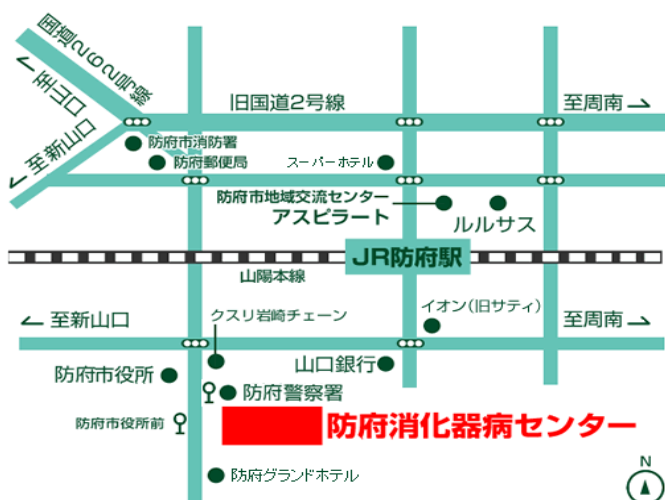 国道262号線
至山口
至新山口
旧国道2号線
至周南
防府市消防署
防府郵便局
スーパーホテル
防府市地域交流センター
アスピラート
ルルサス
JR防府駅
山陽本線
至新山口
クスリ岩崎チェーン
イオン(旧サティ)
至周南
防府市役所
山口銀行
防府警察署
防府市役所前
防府消化器病センター
防府グランドホテル
N